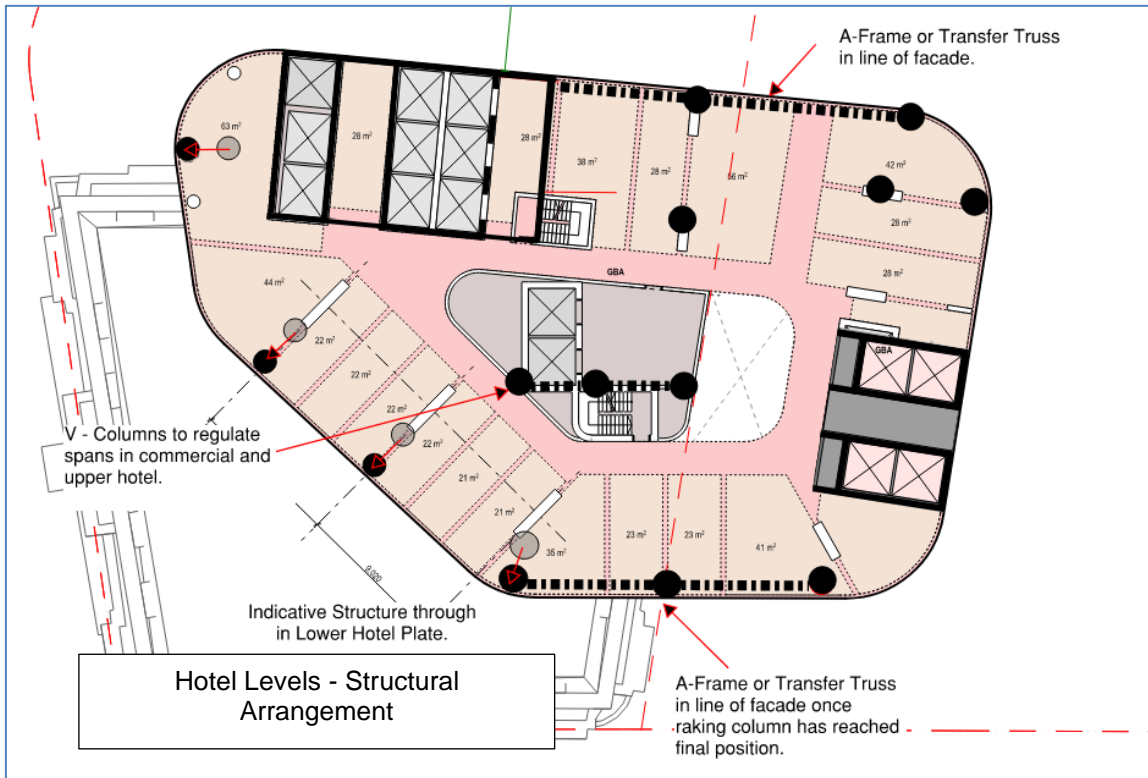 A-Frame or Transfer Truss
in line of facade.
63 m²
28 m²
28 m²
38 m²
28 m²
56 m²
42 m²
28 m²
28 m²
GBA
GBA
44 m²
22 m²
22 m²
22 m²
22 m²
21 m²
21 m²
35 m²
23 m²
23 m²
41 m²
V - Columns to regulate
spans in commercial and
upper hotel.
9.020
Indicative Structure through
in Lower Hotel Plate.
Hotel Levels - Structural
Arrangement
A-Frame or Transfer Truss
in line of facade once
raking column has reached
final position.